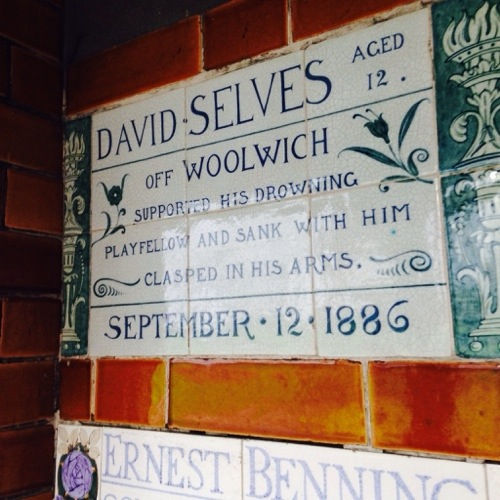 DAVID SELVES AGED 12.
OFF WOOLWICH
SUPPORTED HIS DROWNING
PLAYFELLOW AND SANK WITH HIM
CLASPED IN HIS ARMS.
SEPTEMBER · 12 · 1886
ERNEST BENNING